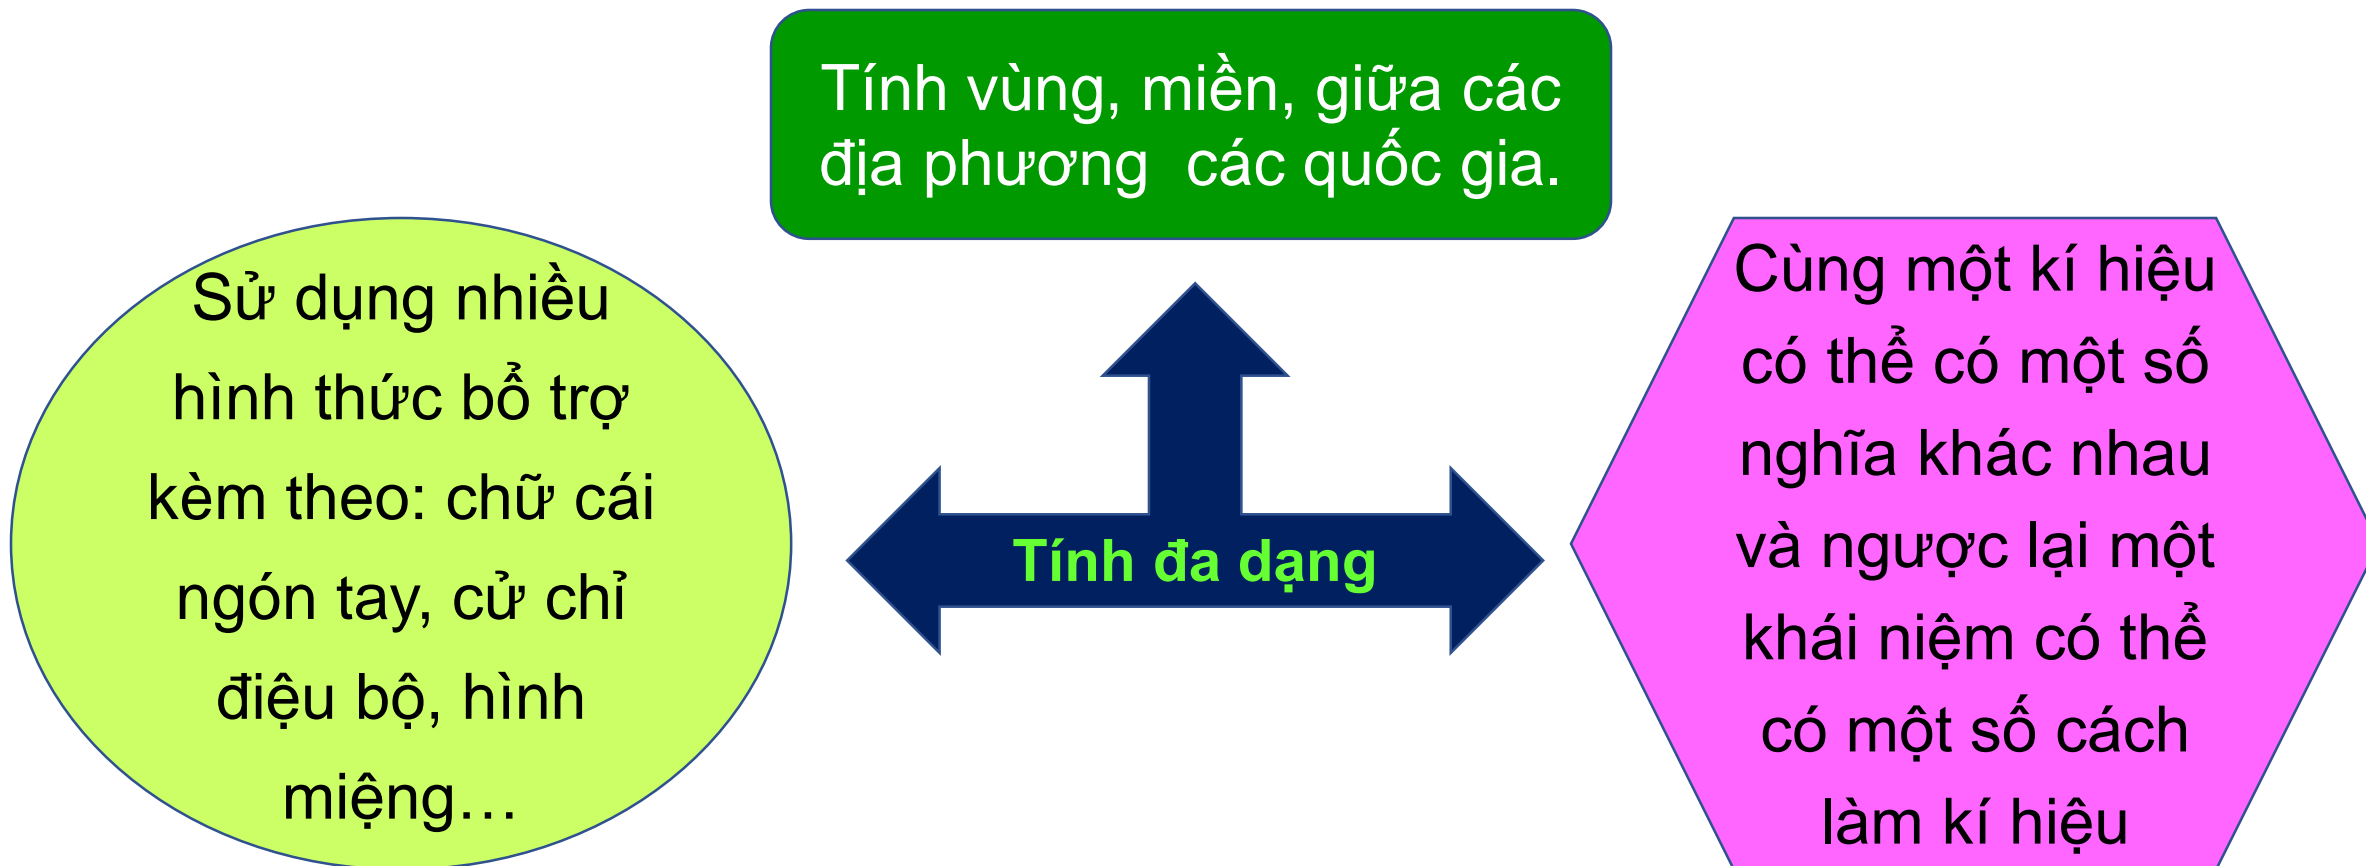 Tính vùng, miền, giữa các
địa phương  các quốc gia.
Sử dụng nhiều
hình thức bổ trợ
kèm theo: chữ cái
ngón tay, cử chỉ
điệu bộ, hình
miệng…
Tính đa dạng
Cùng một kí hiệu
có thể có một số
nghĩa khác nhau
và ngược lại một
khái niệm có thể
có một số cách
làm kí hiệu